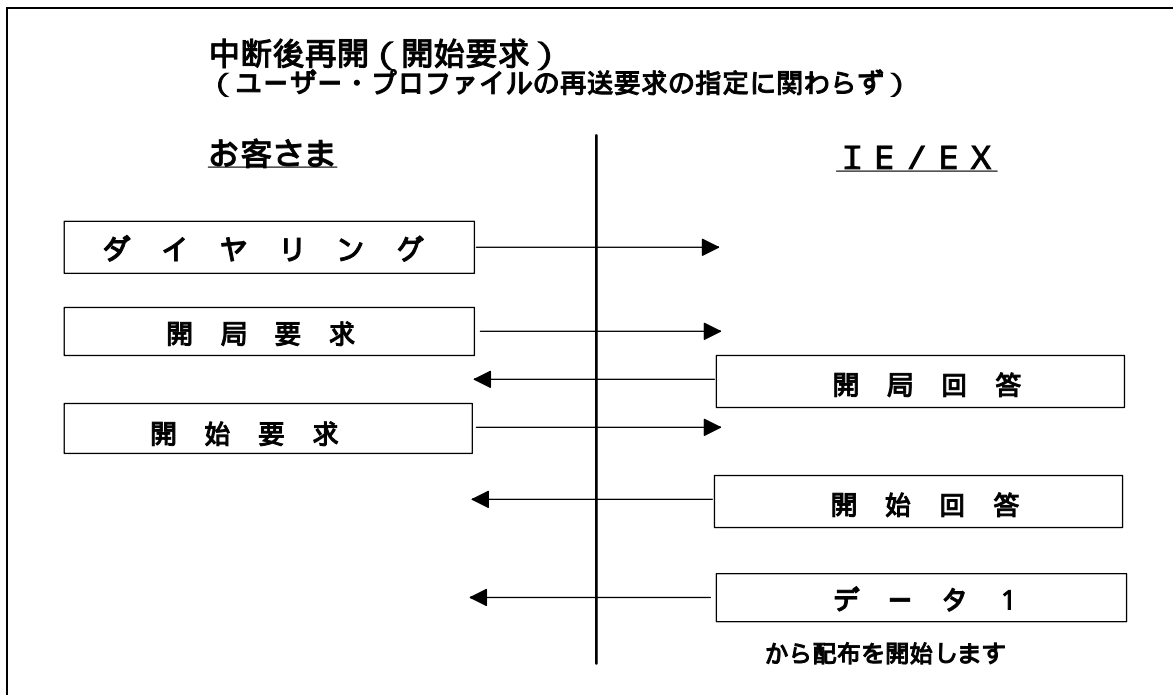 中断後再開(開始要求)
(ユーザー・プロファイルの再送要求の指定に関わらず)
お客さま
IE/EX
ダイヤリング
開局要求
開局回答
開始要求
開始回答
データ1
から配布を開始します